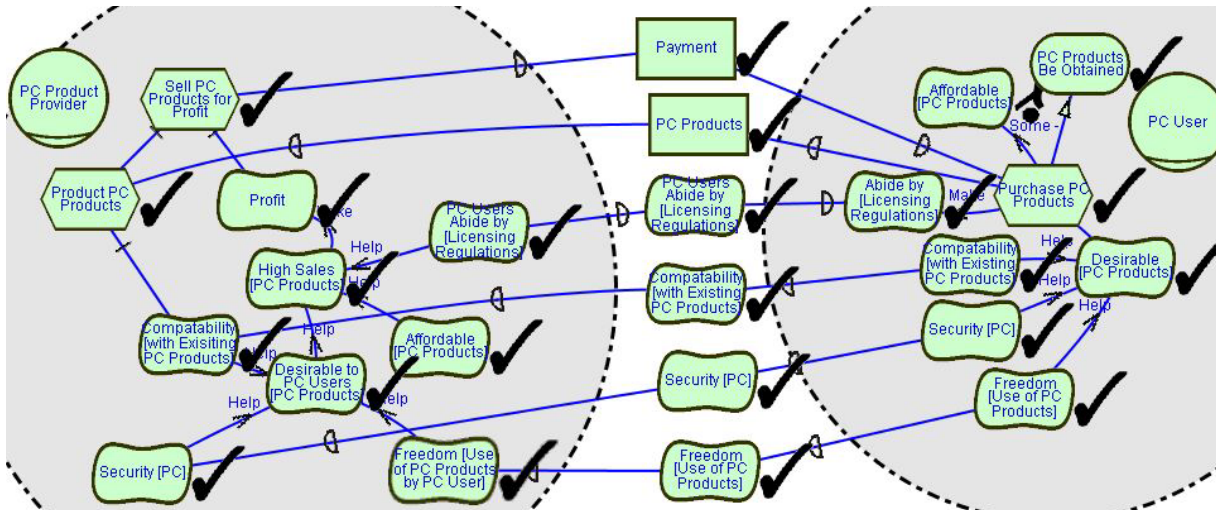 PC Product
Provider
Sell PC
Products for
Profit
Product PC
Products
Profit
High Sales
[PC Products]
PC Users
Abide by
[Licensing
Regulations]
Help
Help
Compatability
[with Exisiting
PC Products]
Help
Affordable
[PC Products]
Desirable to
PC Users
[PC Products
Help
Help
Security [PC]
Freedom [Use
of PC Products
by PC User]
Payment
PC Products
PC Users
Abide by
[Licensing
Regulations]
Compatability
[with Existing
PC Products]
Security [PC]
Freedom
[Use of PC
Products]
PC Products
Be Obtained
Affordable
[PC Products]
Some -
PC User
Abide by
[Licensing
Regulations]
Make
Purchase PC
Products
Compatability
[with Existing
PC Products]
Help
Desirable
[PC Products]
Help
Security [PC]
Help
Freedom
[Use of PC
Products]